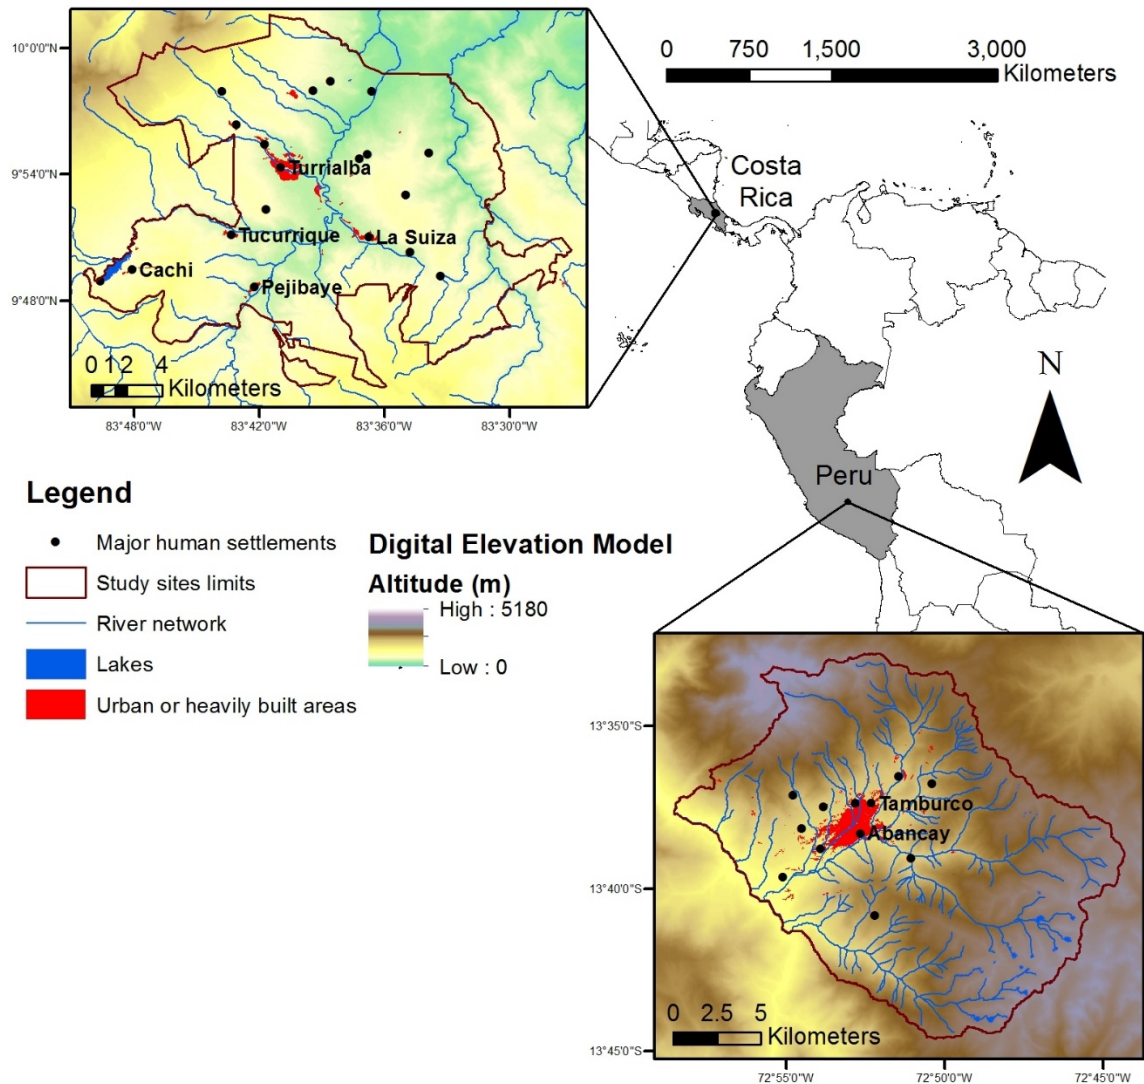 10°0'0"N
9°54'0"N
9°48'0"N
Turrialba
Tucurrique
La Suiza
Cachi
Pejibaye
0 1 2 4
Kilometers
83°48'0"W 83°42'0"W 83°36'0"W 83°30'0"W
0 750 1,500 3,000
Kilometers
Costa
Rica
Peru
N
Legend
Major human settlements
Study sites limits
River network
Lakes
Urban or heavily built areas
Digital Elevation Model
Altitude (m)
High : 5180
Low : 0
13°35'0"S
13°40'0"S
13°45'0"S
Tamburco
Abancay
0 2.5 5
Kilometers
72°55'0"W 72°50'0"W 72°45'0"W